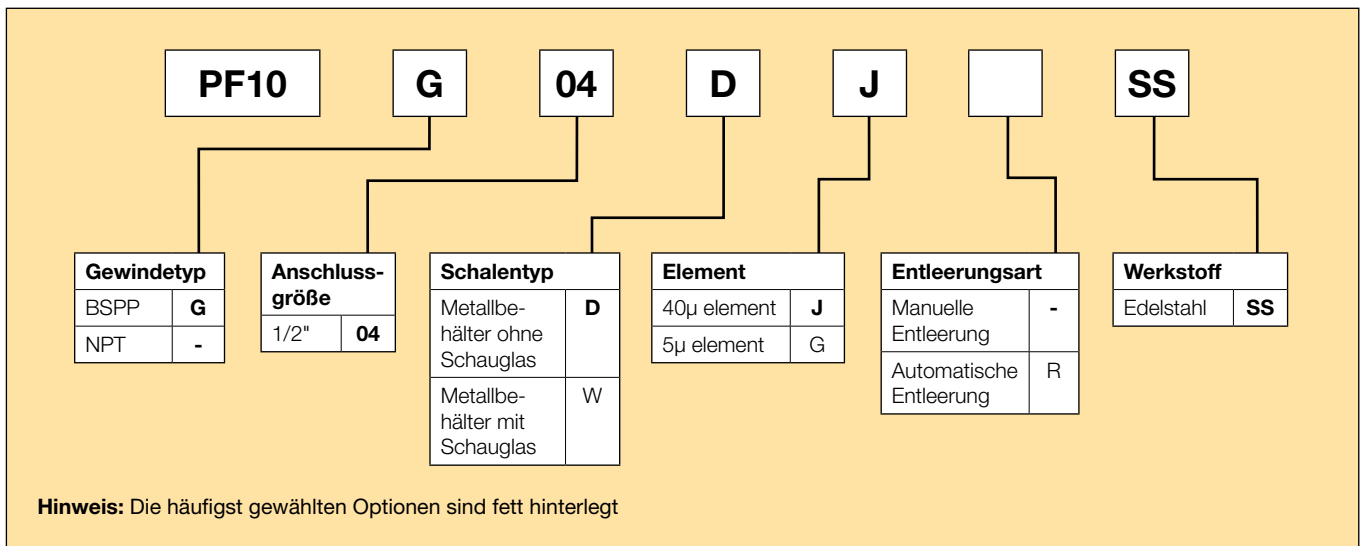 PF10 G 04 D J SS
Gewindetyp
BSPP G
NPT -
Anschluss-
größe
1/2" 04
Schalentyp
Metallbe- D
hälter ohne
Schauglas
Metallbe- W
hälter mit
Schauglas
Element
40µ element J
5µ element G
Entleerungsart
Manuelle -
Entleerung
Automatische R
Entleerung
Werkstoff
Edelstahl SS
Hinweis: Die häufigst gewählten Optionen sind fett hinterlegt